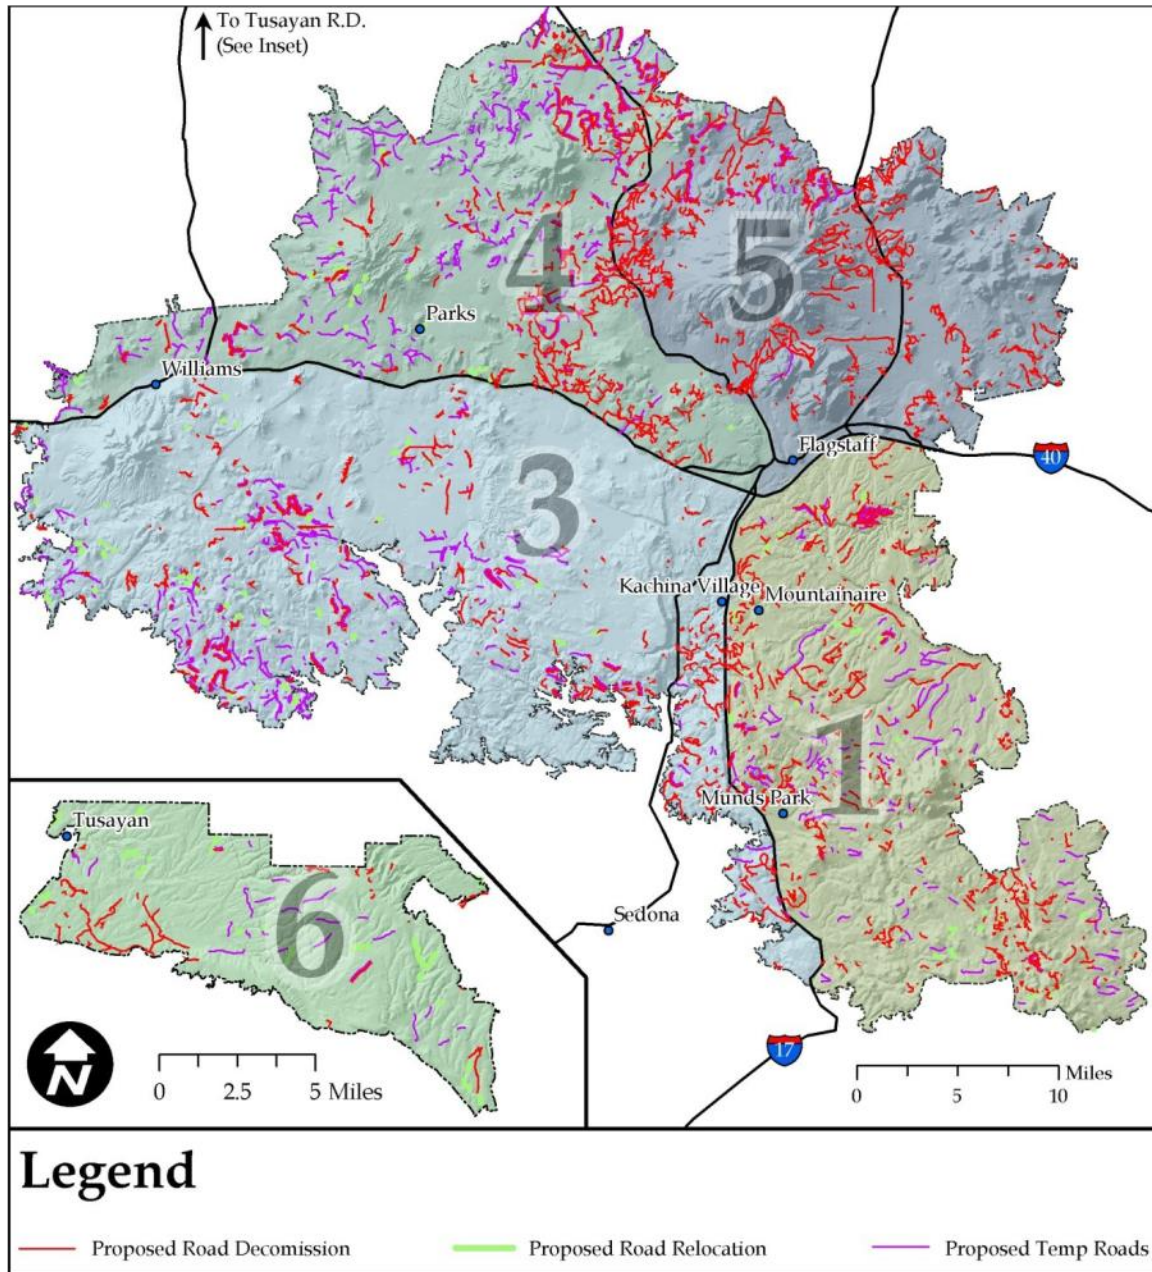 To Tusayan R.D.
(See Inset)
4
5
Parks
Williams
Flagstaff
40
3
Kachina Village
Mountainaire
1
Munds Park
Tusayan
6
Sedona
17
N
0 2.5 5 Miles
Miles
0 5 10
Legend
Proposed Road Decomission
Proposed Road Relocation
Proposed Temp Roads